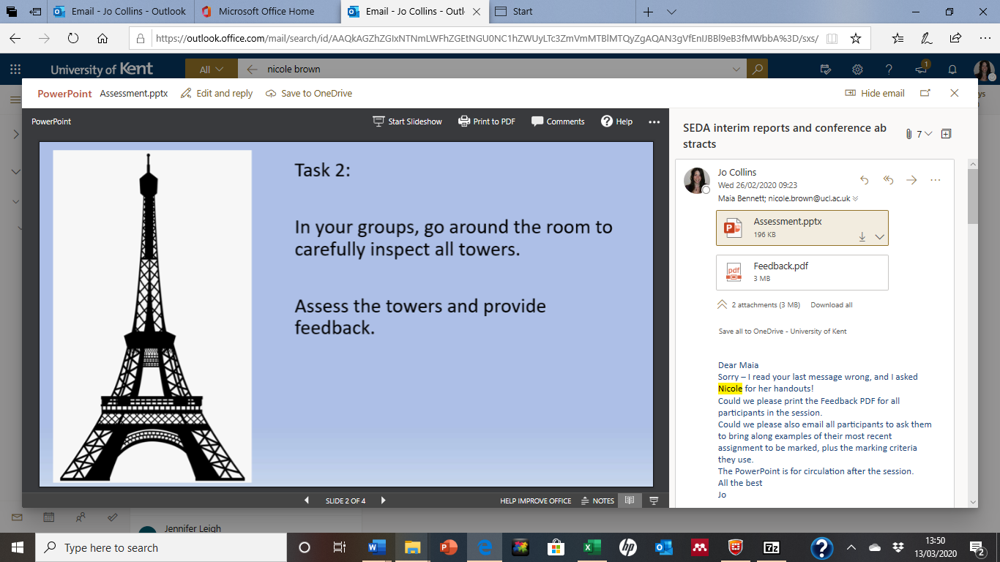 Email - Jo Collins - Outlook
Microsoft Office Home
Email - Jo Collins - Outl
Start
https://outlook.office.com/mail/search/id/AAQkAGZhZGIxNTNmLWFhZGEtNGU0NC1hZWUyLTc3ZmVmMTBlMTQyZgAQAN3gVfEnIJBBl9eB3fMWbbA%3D/sxs/
University of Kent
All
nicole brown
1
PowerPoint
Assessment.pptx
Edit and reply
Save to OneDrive
Hide email
ys
PowerPoint
Start Slideshow
Print to PDF
Comments
Help
Task 2:
In your groups, go around the room to
carefully inspect all towers.
Assess the towers and provide
feedback.
SLIDE 2 OF 4
HELP IMPROVE OFFICE
NOTES
SEDA interim reports and conference ab
stracts
7
Jo Collins
Wed 26/02/2020 09:23
Maia Bennett; nicole.brown@ucl.ac.uk
Assessment.pptx
196 KB
Feedback.pdf
pdf
3 MB
2 attachments (3 MB)
Download all
Save all to OneDrive - University of Kent
Dear Maia
Sorry – I read your last message wrong, and I asked
Nicole for her handouts!
Could we please print the Feedback PDF for all
participants in the session.
Could we please also email all participants to ask them
to bring along examples of their most recent
assignment to be marked, plus the marking criteria
they use.
The PowerPoint is for circulation after the session.
All the best
Jo
Jennifer Leigh
Type here to search
13:50
13/03/2020
2